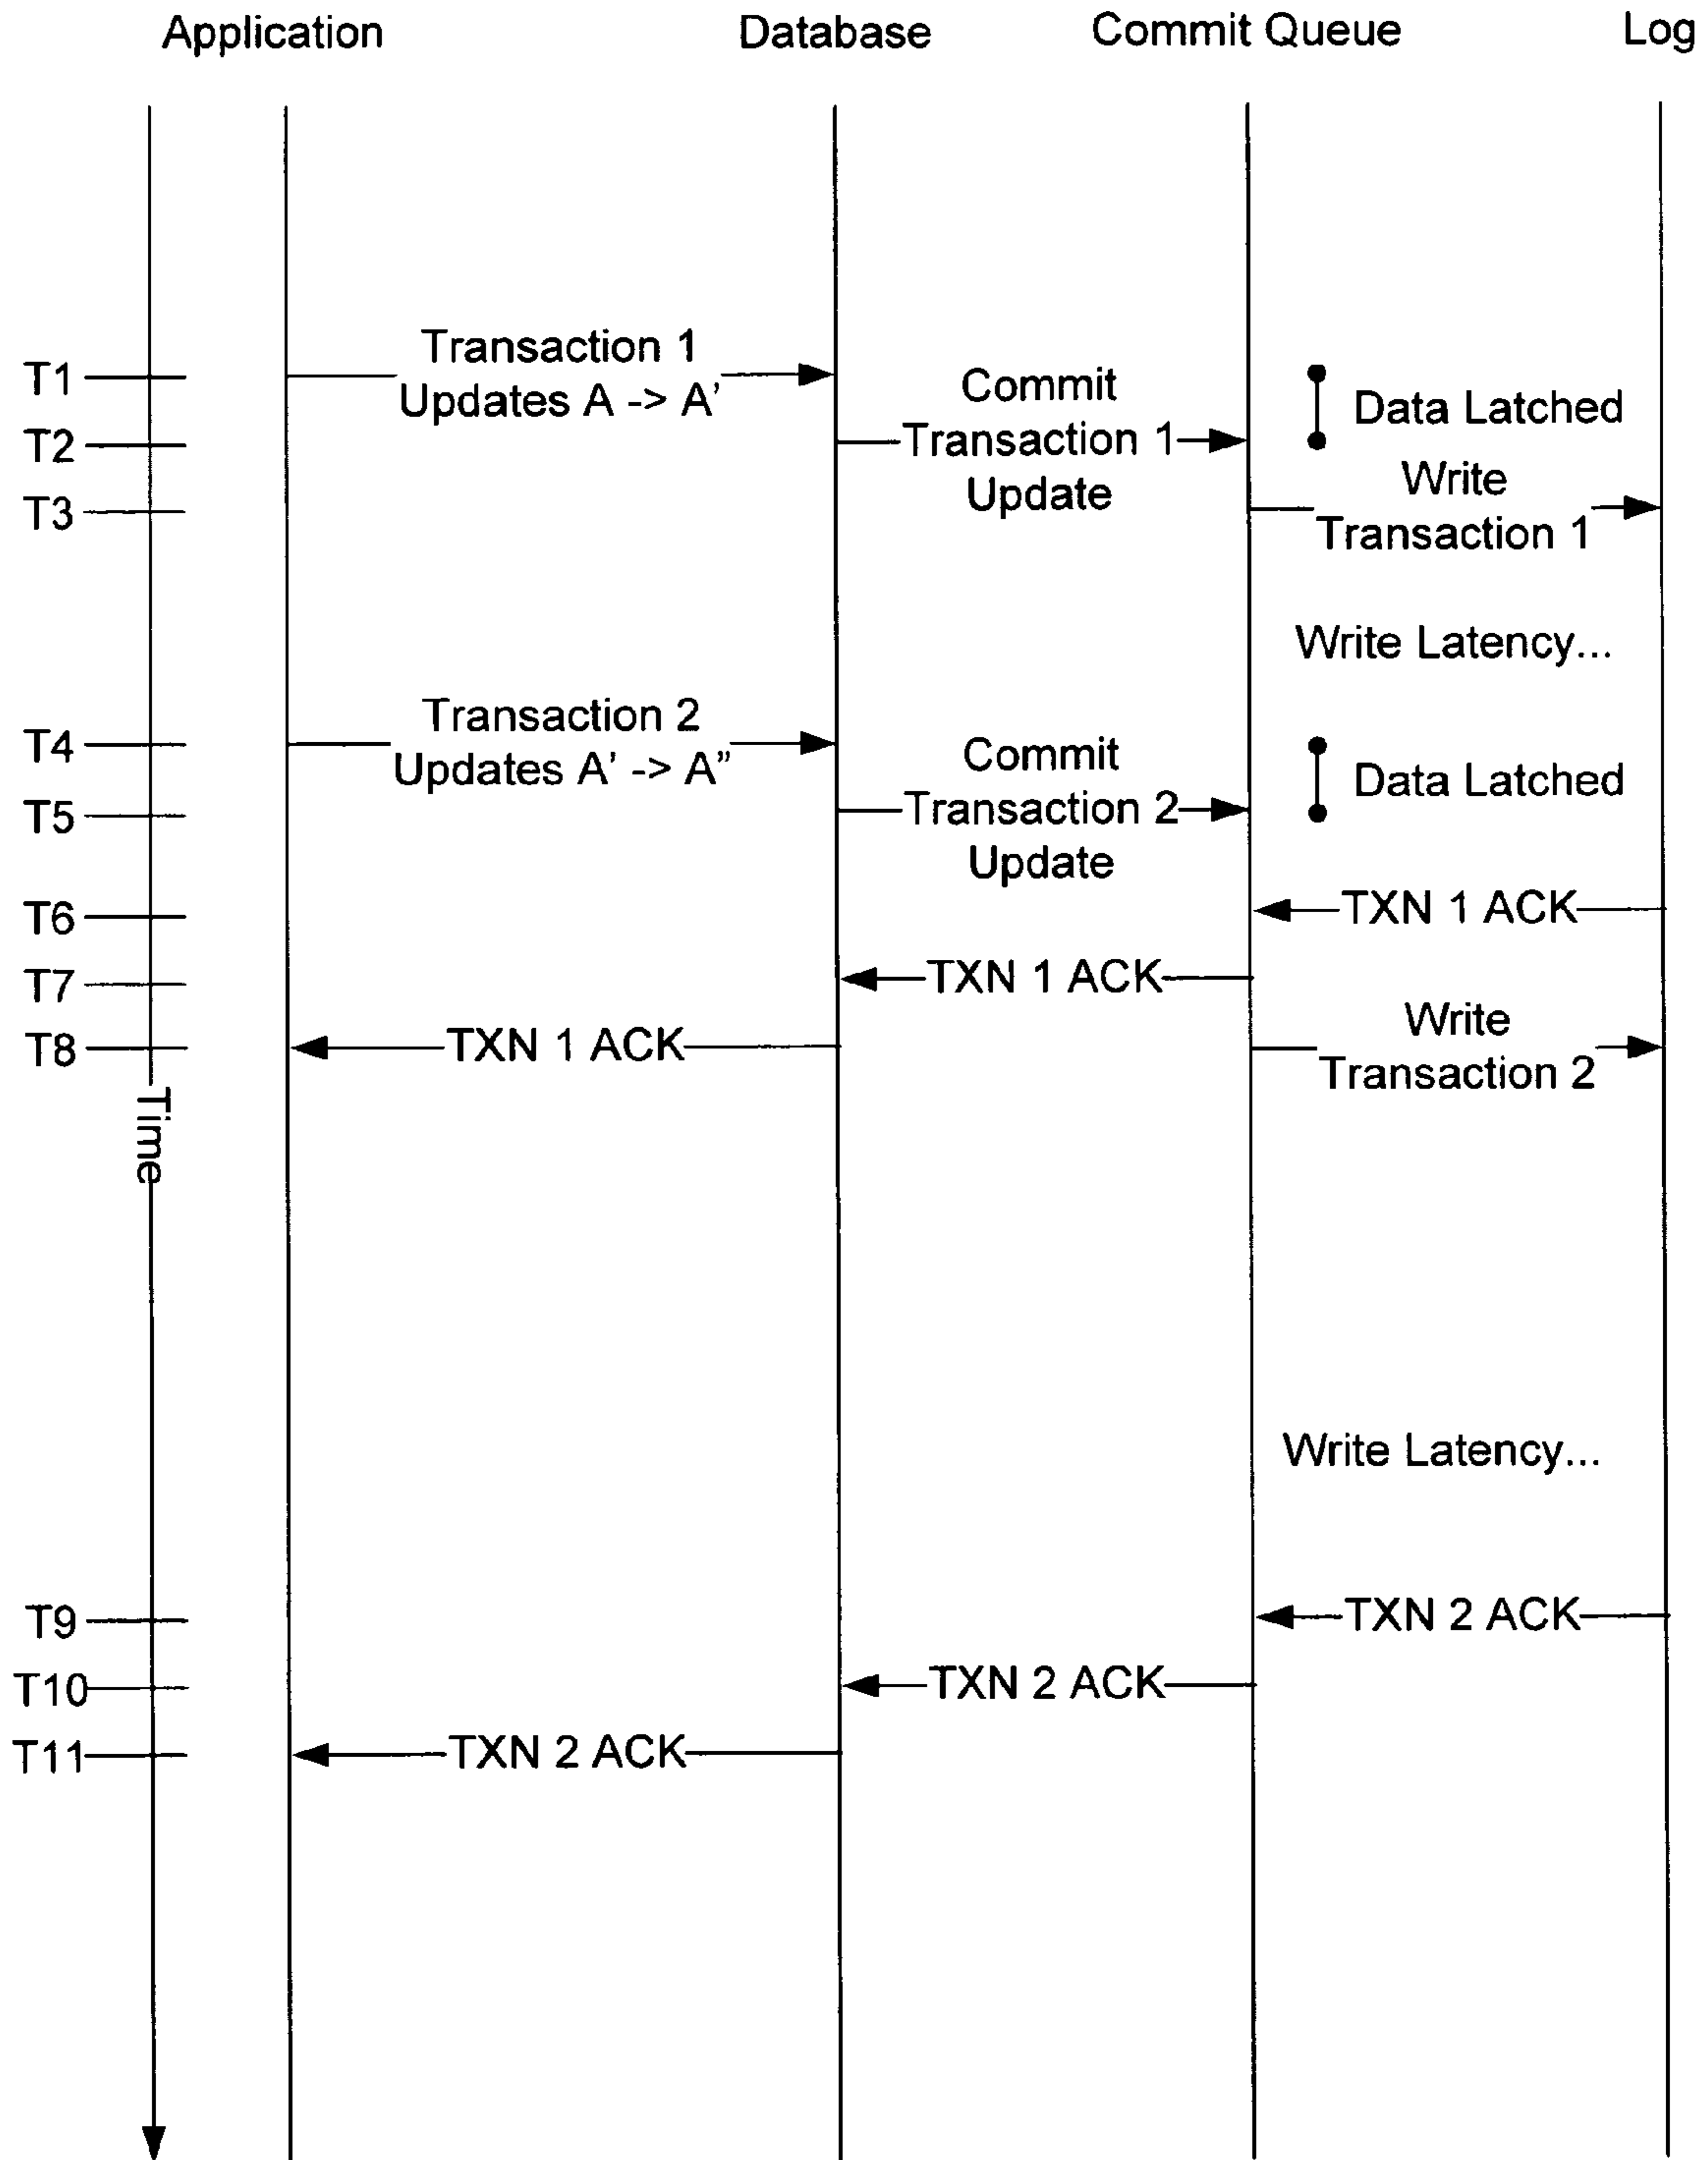 Application
Database
Commit Queue
Log
T1
Transaction 1
Updates A -> A'
Commit
Transaction 1
Update
Data Latched
T2
T3
Write
Transaction 1
Write Latency...
T4
Transaction 2
Updates A' -> A”
Commit
Transaction 2
Update
Data Latched
T5
T6
TXN 1 ACK
T7
TXN 1 ACK
T8
TXN 1 ACK
Write
Transaction 2
Time
Write Latency...
T9
TXN 2 ACK
T10
TXN 2 ACK
T11
TXN 2 ACK